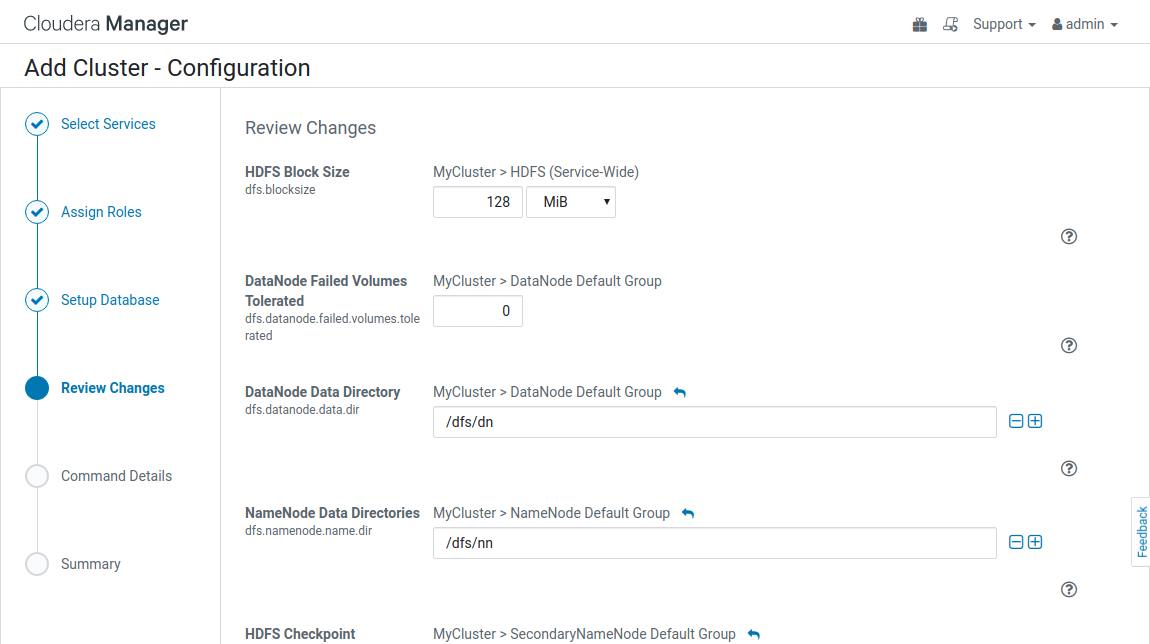 Cloudera Manager
Support
admin
Add Cluster - Configuration
Select Services
Assign Roles
Setup Database
Review Changes
Command Details
Summary
Review Changes
HDFS Block Size
dfs.blocksize
MyCluster > HDFS (Service-Wide)
128
MiB
DataNode Failed Volumes
Tolerated
dfs.datanode.failed.volumes.tole
rated
MyCluster > DataNode Default Group
0
DataNode Data Directory
dfs.datanode.data.dir
MyCluster > DataNode Default Group
/dfs/dn
NameNode Data Directories
dfs.namenode.name.dir
MyCluster > NameNode Default Group
/dfs/nn
HDFS Checkpoint
MyCluster > SecondaryNameNode Default Group
Feedback